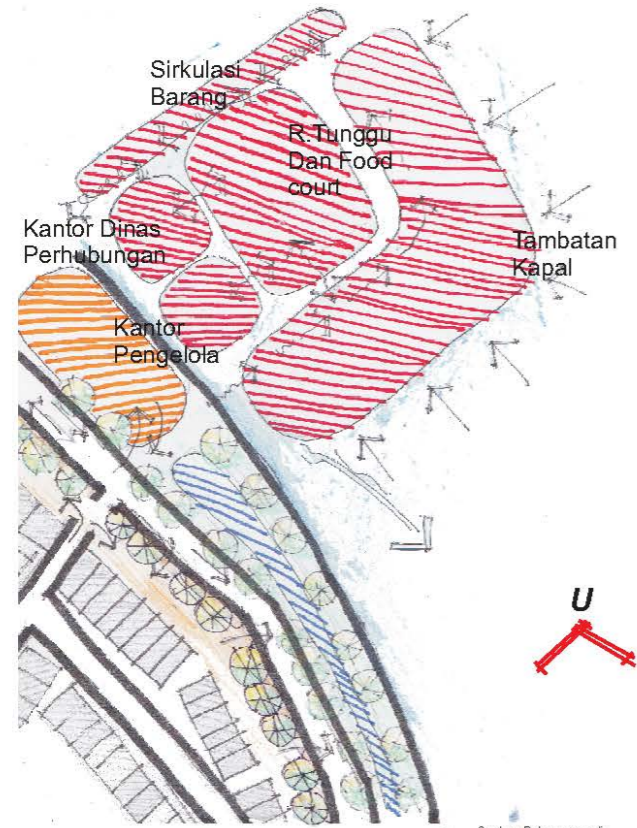 Sirkulasi
Barang
R.Tunggu
Dan Food
court
Kantor Dinas
Perhubungan
Tambatan
Kapal
Kantor
Pengelola
U